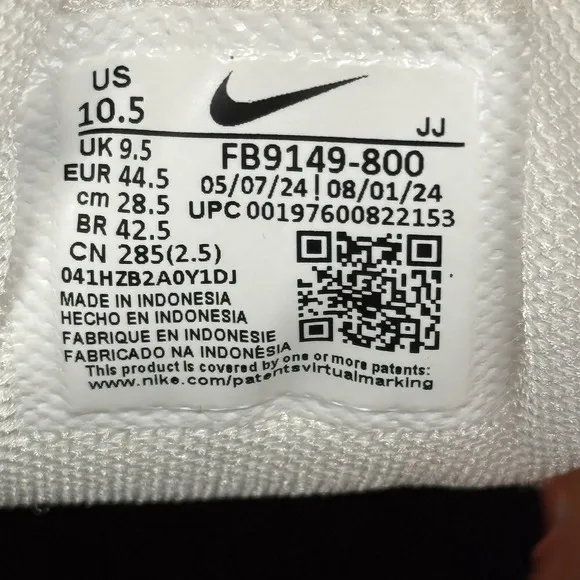 US
10.5
JJ
UK 9.5
FB9149-800
EUR 44.5
05/07/24 | 08/01/24
cm 28.5
UPC 00197600822153
BR 42.5
CN 285(2.5)
041HZB2A0Y1DJ
MADE IN INDONESIA
HECHO EN INDONESIA
FABRIQUE EN INDONESIE
FABRICADO NA INDONÉSIA
This product is covered by one or more patents:
www.nike.com/patentsvirtualmarking